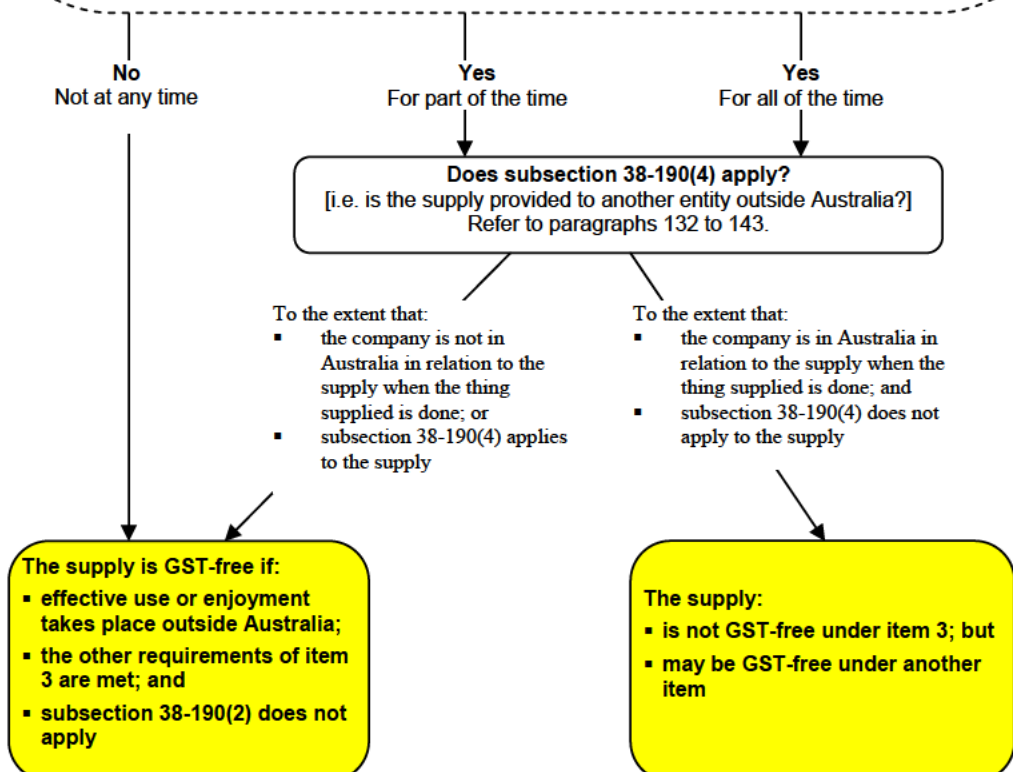 No
Not at any time
Yes
For part of the time
Yes
For all of the time
Does subsection 38-190(4) apply?
[i.e. is the supply provided to another entity outside Australia?]
Refer to paragraphs 132 to 143.
To the extent that:
▪ the company is not in
Australia in relation to the
supply when the thing
supplied is done; or
▪ subsection 38-190(4) applies
to the supply
To the extent that:
▪ the company is in Australia in
relation to the supply when the
thing supplied is done; and
▪ subsection 38-190(4) does not
apply to the supply
The supply is GST-free if:
▪ effective use or enjoyment
takes place outside Australia;
▪ the other requirements of item
3 are met; and
▪ subsection 38-190(2) does not
apply
The supply:
▪ is not GST-free under item 3; but
▪ may be GST-free under another
item